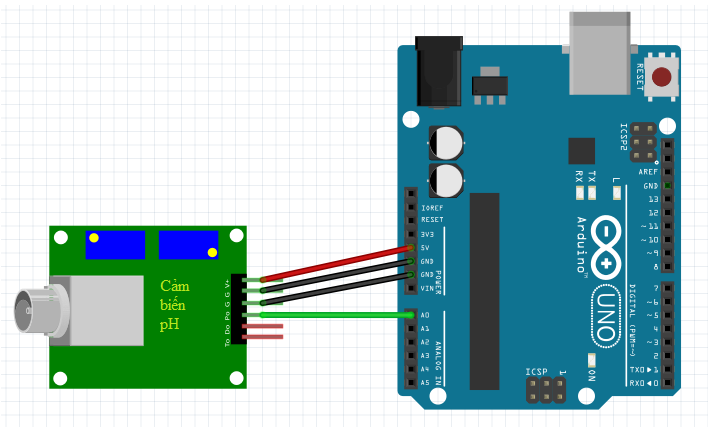 Cảm
biến
pH
V+
G
G
Po
Do
To
IOREF
RESET
3V3
5V
GND
GND
VIN
POWER
A0
A1
A2
A3
A4
A5
ANALOG IN
RESET
ICSP2
AREF
GND
13
12
~11
~10
~9
8
7
~6
~5
4
~3
2
TX0 1
RX0 0
DIGITAL (PWM=~)
RX
TX
L
Arduino™
UNO
ON
ICSP
1